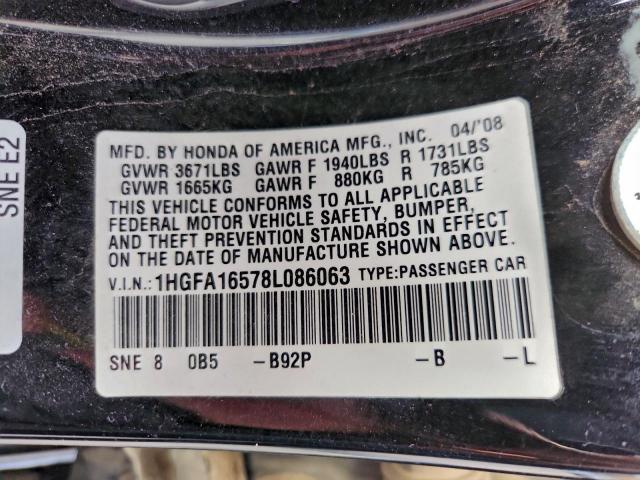 MFD. BY HONDA OF AMERICA MFG., INC. 04/'08
GVWR 3671LBS GAWR F 1940LBS R 1731LBS
GVWR 1665KG GAWR F 880KG R 785KG
THIS VEHICLE CONFORMS TO ALL APPLICABLE
FEDERAL MOTOR VEHICLE SAFETY, BUMPER,
AND THEFT PREVENTION STANDARDS IN EFFECT
ON THE DATE OF MANUFACTURE SHOWN ABOVE.
V.I.N.: 1HGFA16578L086063 TYPE:PASSENGER CAR
SNE 8 0B5 -B92P -B -L
SNE E2